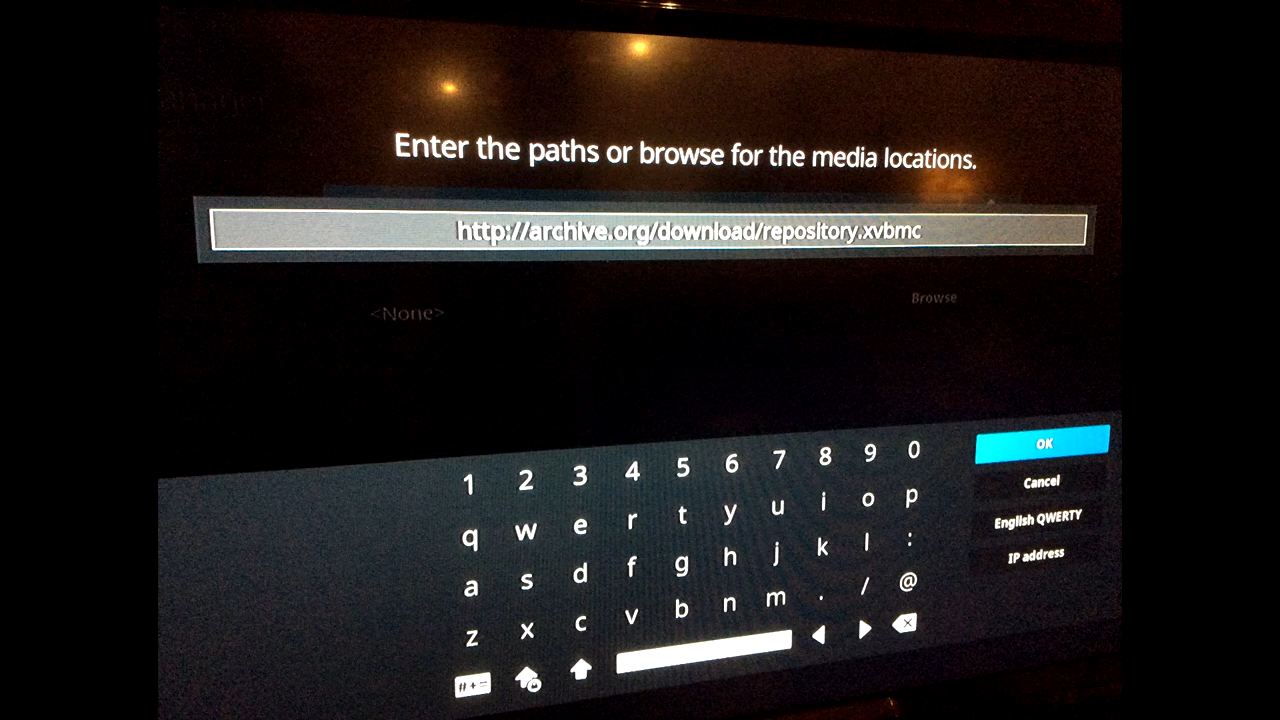 Enter the paths or browse for the media locations.
http://archive.org/download/repository.xvbmc
<None>
Browse
1 2 3 4 5 6 7 8 9 0
OK
q w e r t y u i o p
Cancel
a s d f g h j k l :
English QWERTY
z x c v b n m . / @
IP address
#+=